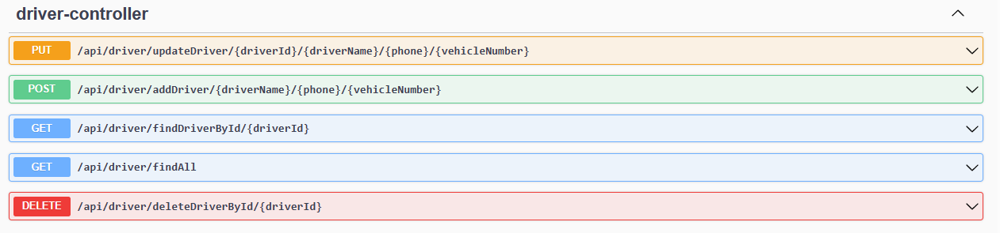 driver-controller
PUT /api/driver/updateDriver/{driverId}/{driverName}/{phone}/{vehicleNumber}
POST /api/driver/addDriver/{driverName}/{phone}/{vehicleNumber}
GET /api/driver/findDriverById/{driverId}
GET /api/driver/findAll
DELETE /api/driver/deleteDriverById/{driverId}